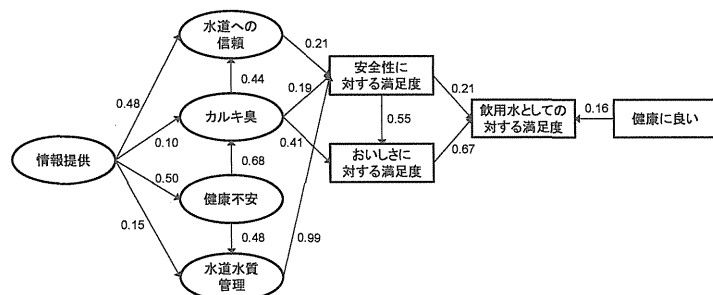 水道への
信頼
0.21
安全性に
対する満足度
0.44
0.19
0.21
0.48
カルキ臭
飲用水としての
対する満足度
0.16
健康に良い
0.10
0.55
0.41
情報提供
おいしさに
対する満足度
0.67
0.68
0.50
健康不安
0.15
0.48
0.99
水道水質
管理